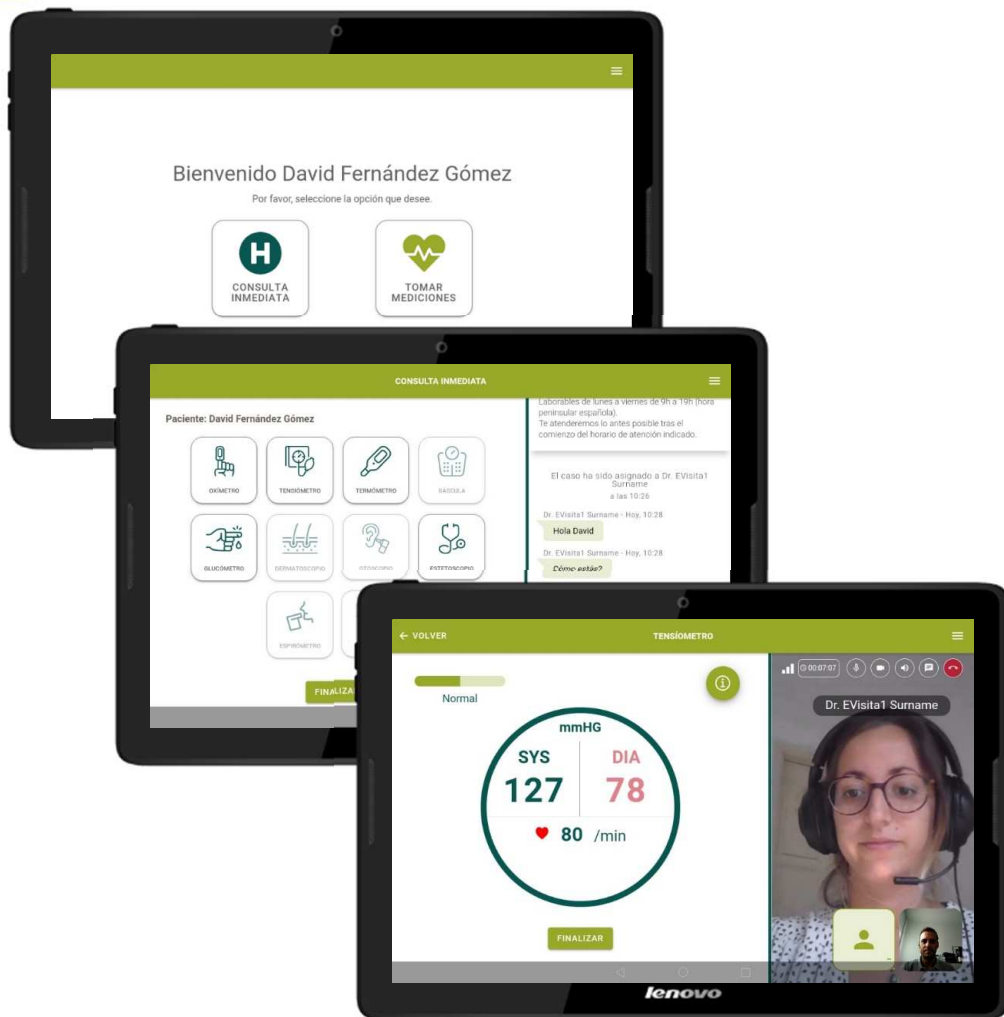 Bienvenido David Fernández Gómez
Por favor, seleccione la opción que desee.
H
CONSULTA
INMEDIATA
TOMAR
MEDICIONES
CONSULTA INMEDIATA
Paciente: David Fernández Gómez
OXÍMETRO
TENSIÓMETRO
TERMÓMETRO
BÁSCULA
GLUCÓMETRO
DERMATOSCOPIO
OTOSCOPIO
ESTETOSCOPIO
ESPIRÓMETRO
Laborables de lunes a viernes de 9h a 19h (hora
peninsular española).
Te atenderemos lo antes posible tras el
comienzo del horario de atención indicado.
El caso ha sido asignado a Dr. EVisita1
Surname
a las 10:26
Dr. EVisita1 Surname - Hoy, 10:28
Hola David
Dr. EVisita1 Surname - Hoy, 10:28
Cómo estás?
VOLVER
TENSÍOMETRO
Normal
mmHG
SYS
DIA
127
78
80 /min
FINALIZAR
00:07:07
Dr. EVisita1 Surname
lenovo